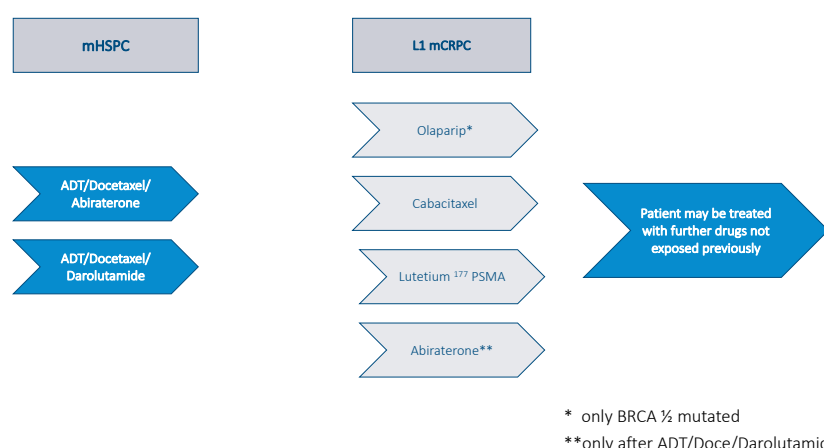 mHSPC
L1 mCRPC
Olaparip*
ADT/Docetaxel/
Abiraterone
Cabacitaxel
Patient may be treated
with further drugs not
exposed previously
ADT/Docetaxel/
Darolutamide
Lutetium ¹⁷⁷ PSMA
Abiraterone**
* only BRCA ½ mutated
**only after ADT/Doce/Darolutamid